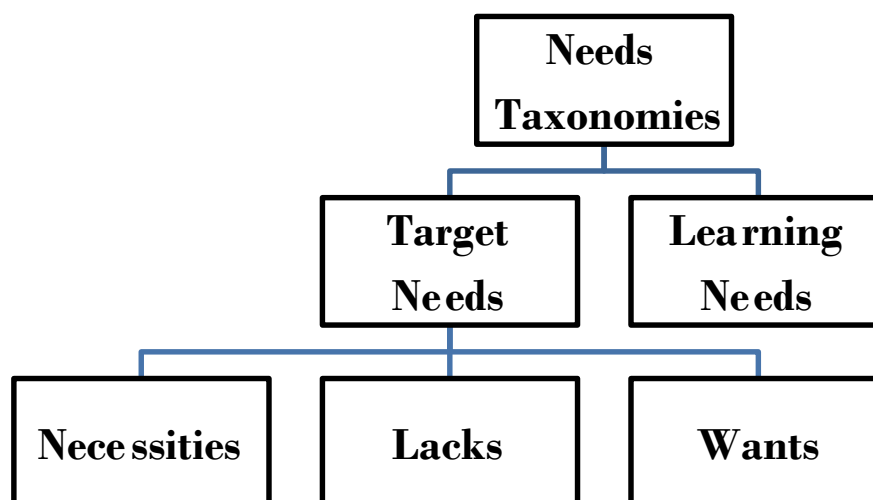 Needs
Taxonomies
Target
Needs
Learning
Needs
Necessities
Lacks
Wants